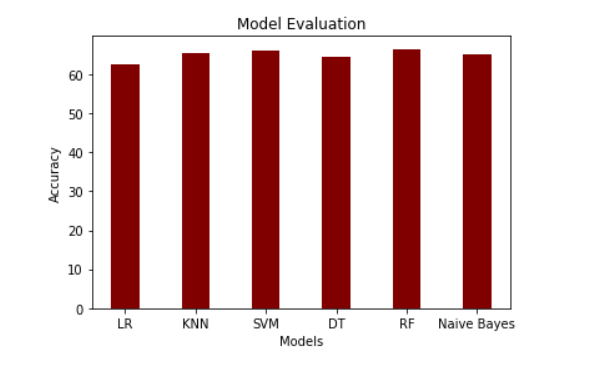 Model Evaluation
Accuracy
60
50
40
30
20
10
0
LR KNN SVM DT RF Naive Bayes
Models